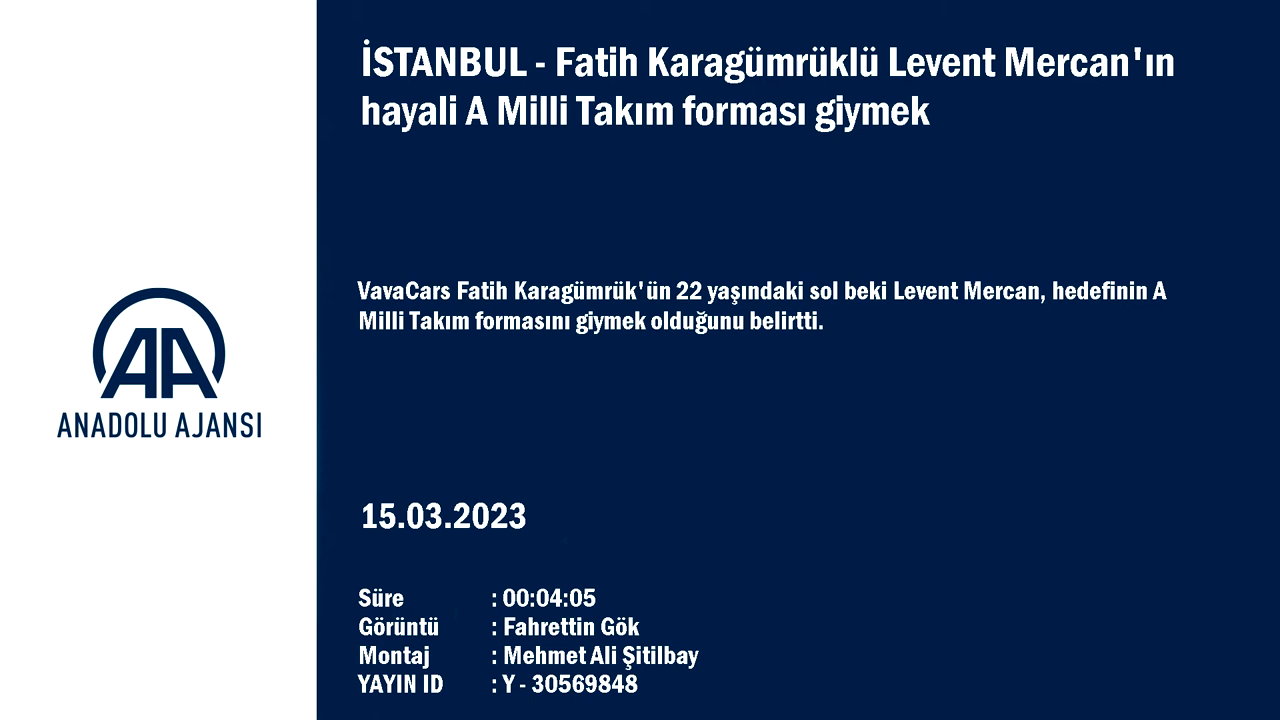 İSTANBUL - Fatih Karagümrüklü Levent Mercan'ın
hayali A Milli Takım forması giymek
VavaCars Fatih Karagümrük'ün 22 yaşındaki sol beki Levent Mercan, hedefinin A
Milli Takım formasını giymek olduğunu belirtti.
AA
ANADOLU AJANSI
15.03.2023
Süre : 00:04:05
Görüntü : Fahrettin Gök
Montaj : Mehmet Ali Şitilbay
YAYIN ID : Y - 30569848